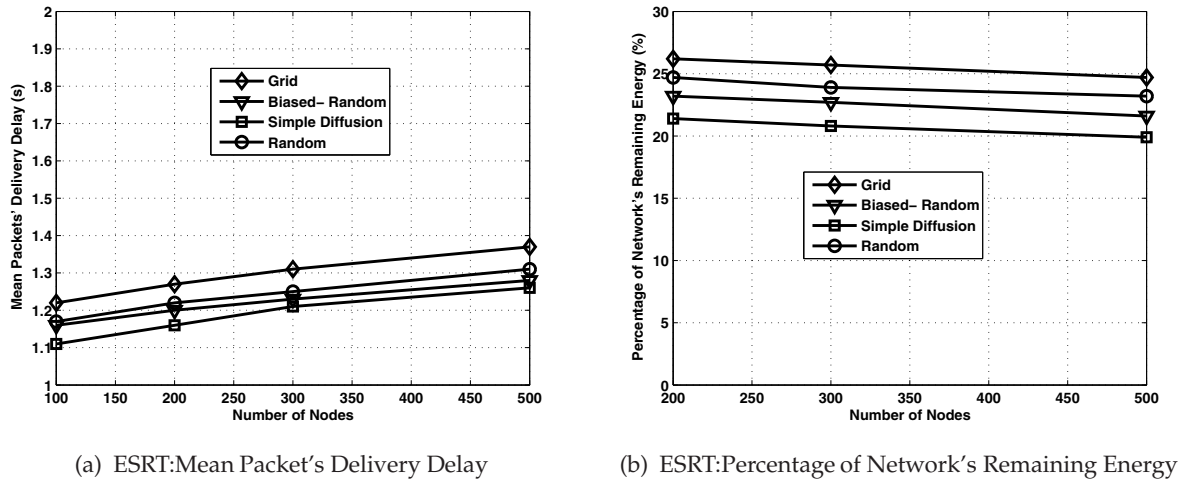 2
1.9
1.8
1.7
1.6
1.5
1.4
1.3
1.2
1.1
1
100 150 200 250 300 350 400 450 500
Mean Packets' Delivery Delay (s)
Number of Nodes
Grid
Biased- Random
Simple Diffusion
Random
(a) ESRT:Mean Packet's Delivery Delay
30
25
20
15
10
5
0
200 250 300 350 400 450 500
Percentage of Network's Remaining Energy (%)
Number of Nodes
Grid
Biased- Random
Simple Diffusion
Random
(b) ESRT:Percentage of Network's Remaining Energy